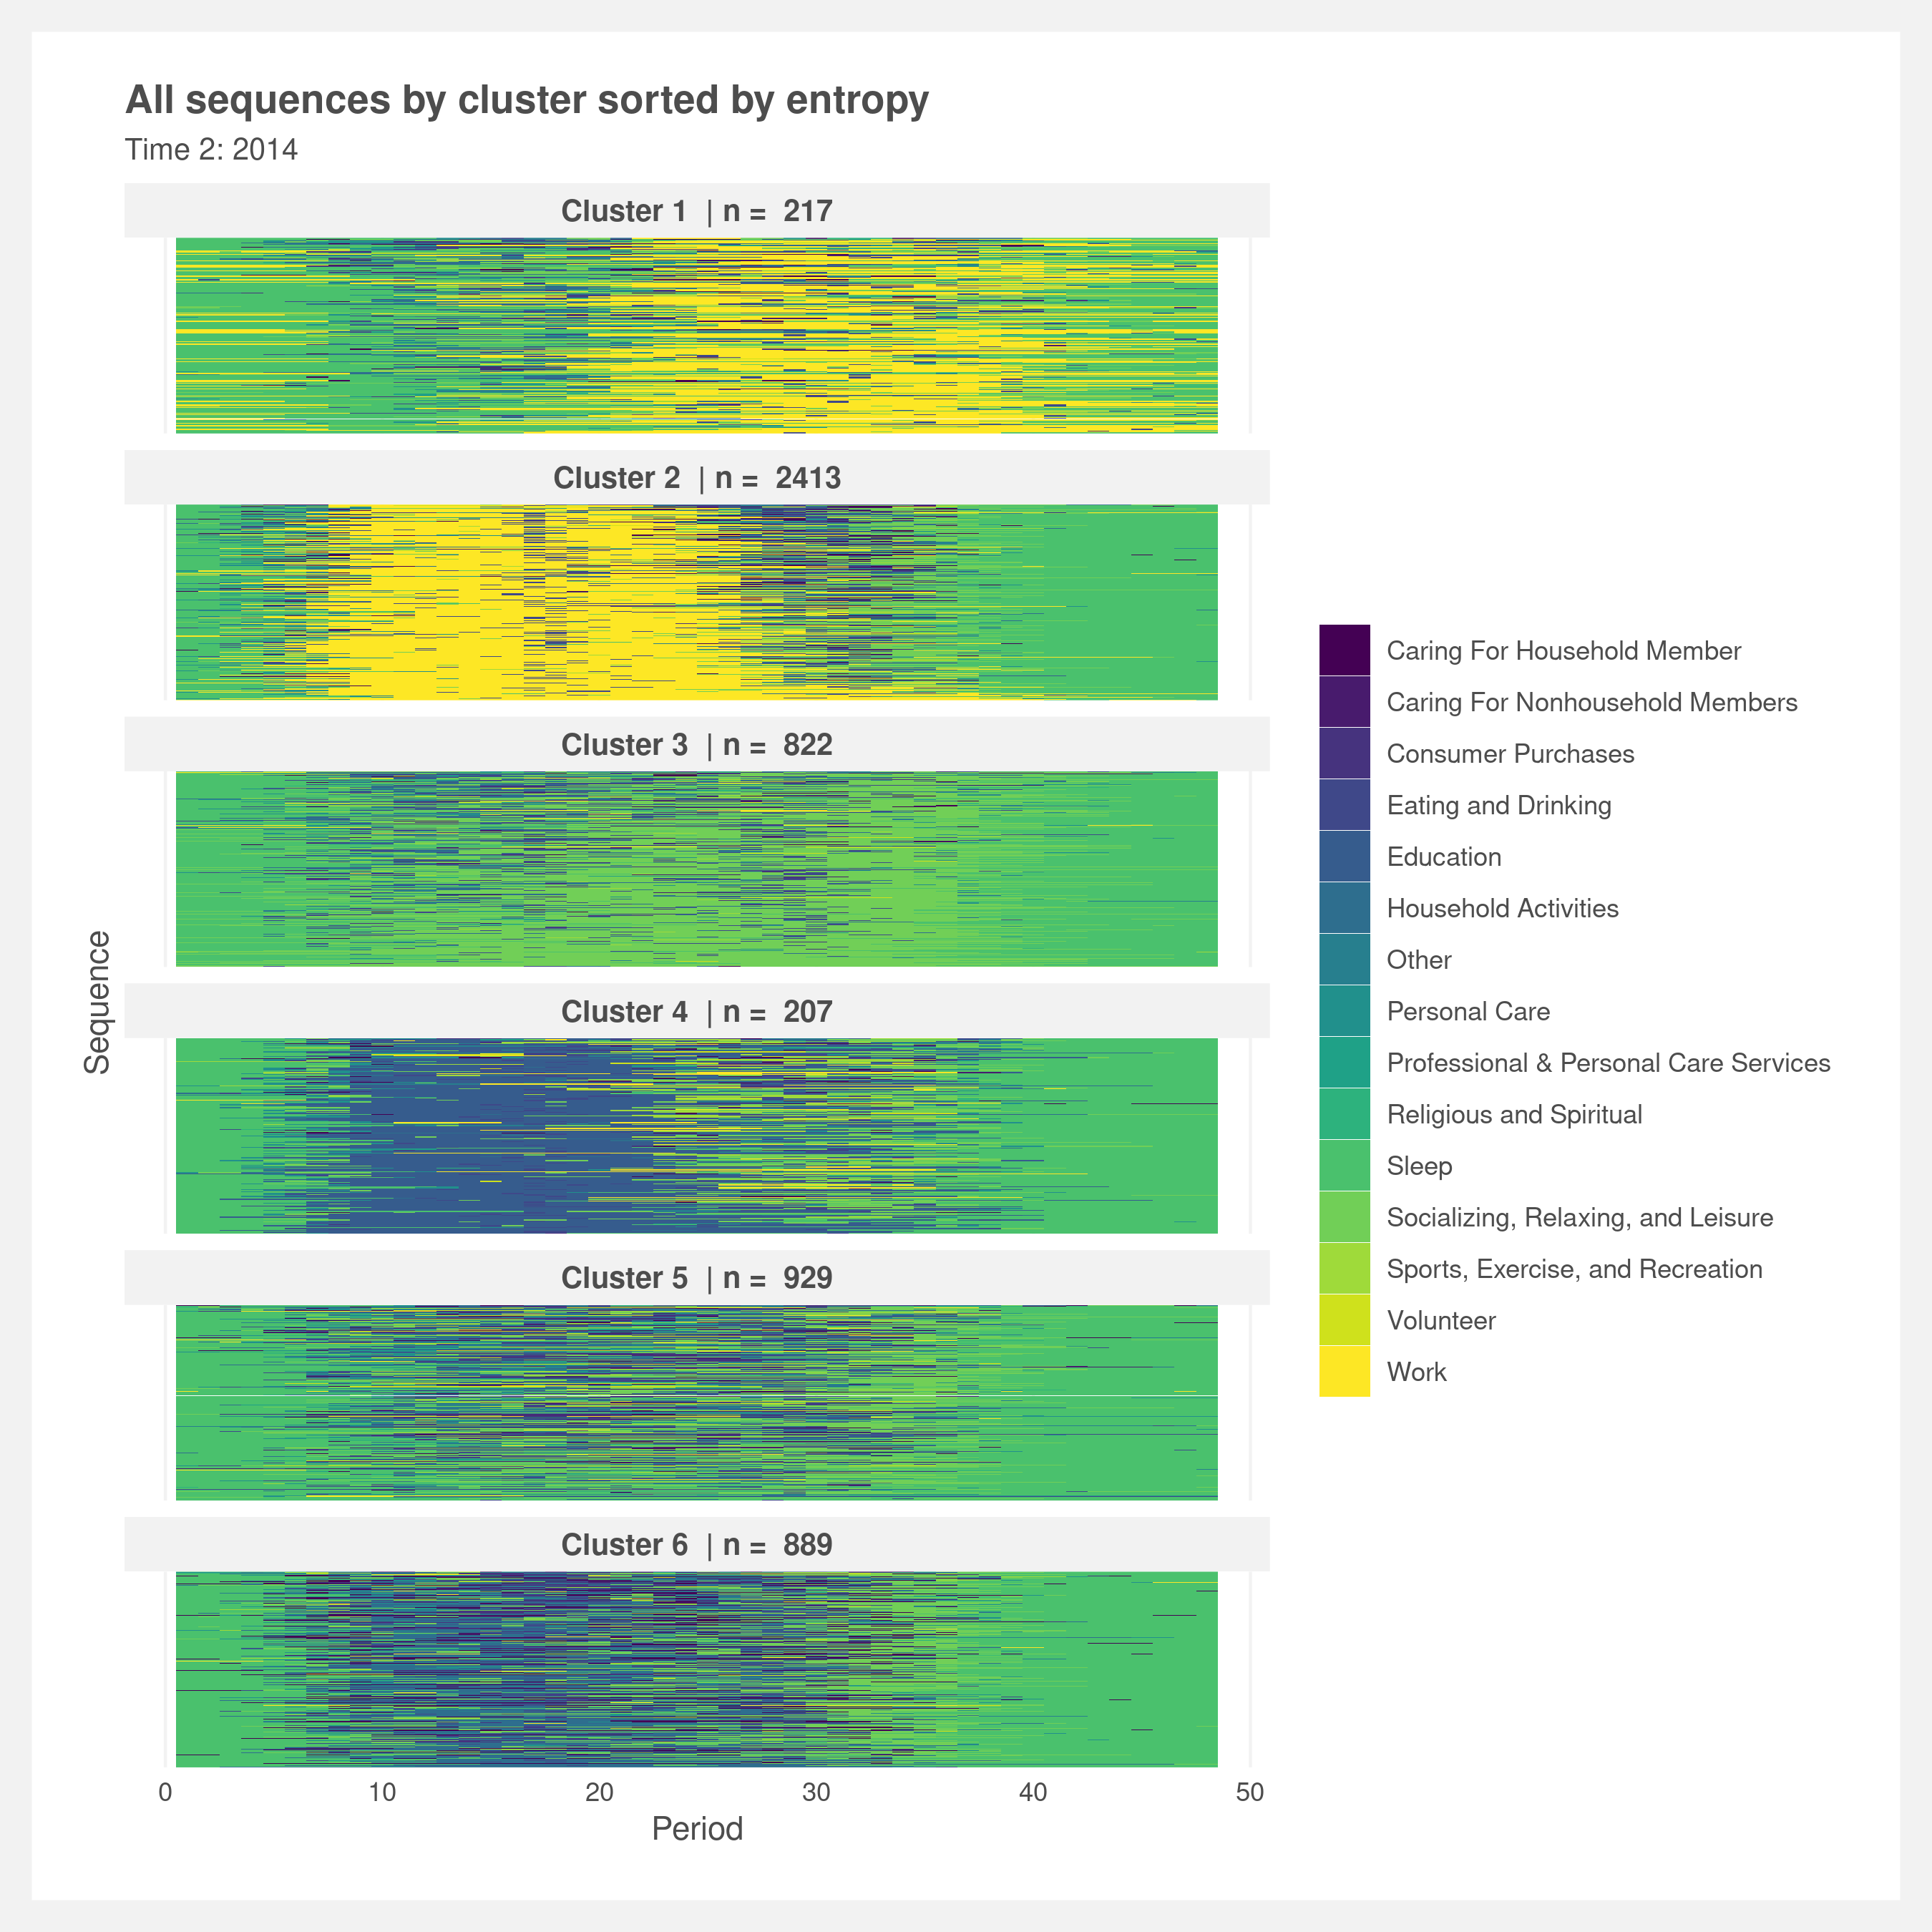 All sequences by cluster sorted by entropy
Time 2: 2014
Cluster 1 | n = 217
Cluster 2 | n = 2413
Cluster 3 | n = 822
Cluster 4 | n = 207
Cluster 5 | n = 929
Cluster 6 | n = 889
Sequence
0 10 20 30 40 50
Period
Caring For Household Member
Caring For Nonhousehold Members
Consumer Purchases
Eating and Drinking
Education
Household Activities
Other
Personal Care
Professional & Personal Care Services
Religious and Spiritual
Sleep
Socializing, Relaxing, and Leisure
Sports, Exercise, and Recreation
Volunteer
Work